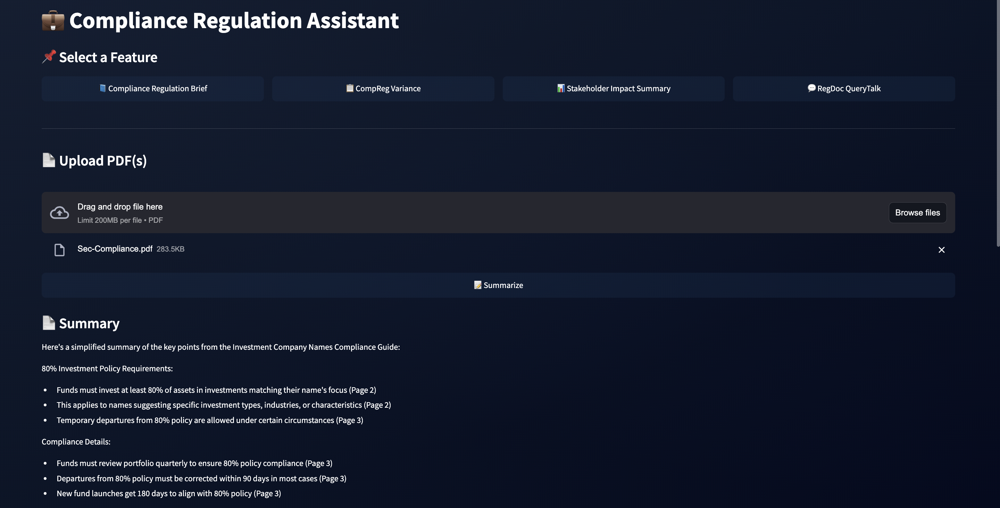 Compliance Regulation Assistant
Select a Feature
Compliance Regulation Brief
CompReg Variance
Stakeholder Impact Summary
RegDoc QueryTalk
Upload PDF(s)
Drag and drop file here
Limit 200MB per file • PDF
Browse files
Sec-Compliance.pdf 283.5KB
Summarize
Summary
Here's a simplified summary of the key points from the Investment Company Names Compliance Guide:
80% Investment Policy Requirements:
• Funds must invest at least 80% of assets in investments matching their name's focus (Page 2)
• This applies to names suggesting specific investment types, industries, or characteristics (Page 2)
• Temporary departures from 80% policy are allowed under certain circumstances (Page 3)
Compliance Details:
• Funds must review portfolio quarterly to ensure 80% policy compliance (Page 3)
• Departures from 80% policy must be corrected within 90 days in most cases (Page 3)
• New fund launches get 180 days to align with 80% policy (Page 3)